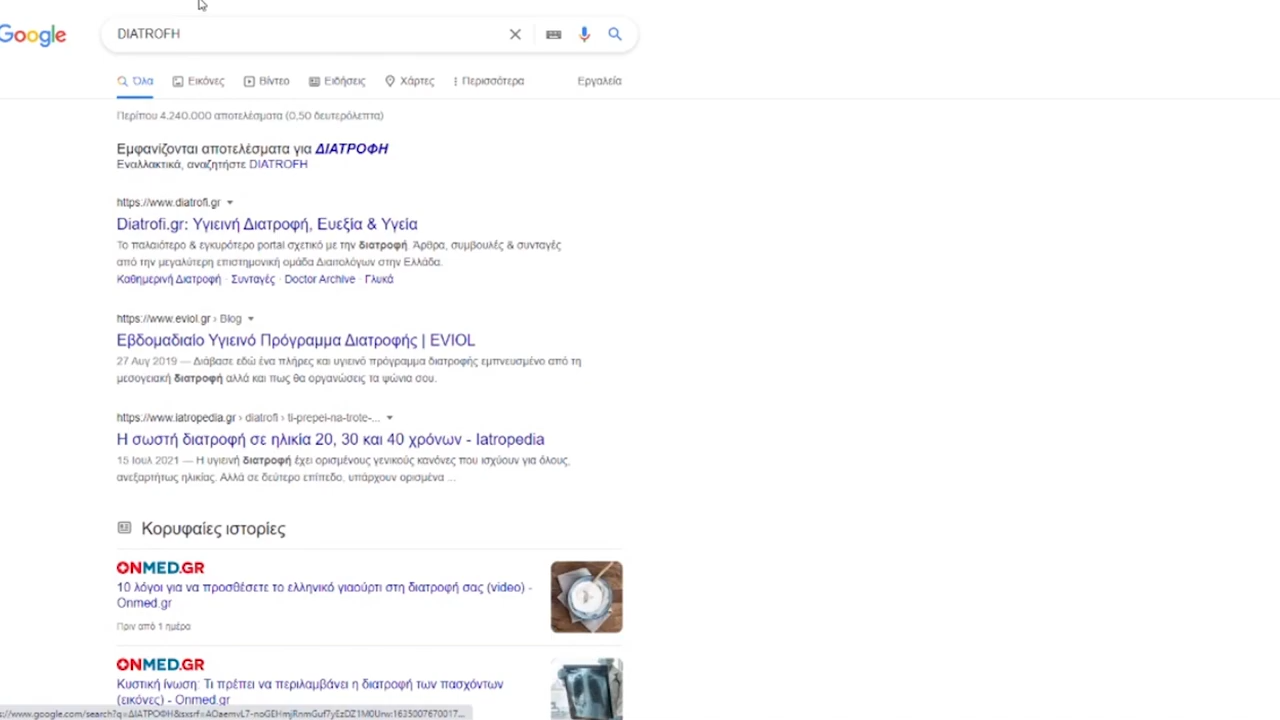 Google
DIATROFH
Όλα Εικόνες Βίντεο Ειδήσεις Χάρτες Περισσότερα Εργαλεία
Περίπου 4.240.000 αποτελέσματα (0,50 δευτερόλεπτα)
Εμφανίζονται αποτελέσματα για ΔΙΑΤΡΟΦΗ
Εναλλακτικά, αναζητήστε DIATROFH
https://www.diatrofi.gr
Diatrofi.gr: Υγιεινή Διατροφή, Ευεξία & Υγεία
Το παλαιότερο & εγκυρότερο portal σχετικό με την διατροφή. Άρθρα, συμβουλές & συνταγές
από την μεγαλύτερη επιστημονική ομάδα Διαιτολόγων στην Ελλάδα.
Καθημερινή Διατροφή · Συνταγές · Doctor Archive · Γλυκά
https://www.eviol.gr › Blog
Εβδομαδιαίο Υγιεινό Πρόγραμμα Διατροφής | EVIOL
27 Αυγ 2019 — Διάβασε εδώ ένα πλήρες και υγιεινό πρόγραμμα διατροφής εμπνευσμένο από τη
μεσογειακή διατροφή αλλά και πως θα οργανώσεις τα ψώνια σου.
https://www.iatropedia.gr › diatrofi › ti-prepei-na-trote-...
Η σωστή διατροφή σε ηλικία 20, 30 και 40 χρόνων - Iatropedia
15 Ιουλ 2021 — Η υγιεινή διατροφή έχει ορισμένους γενικούς κανόνες που ισχύουν για όλους,
ανεξαρτήτως ηλικίας. Αλλά σε δεύτερο επίπεδο, υπάρχουν ορισμένα ...
Κορυφαίες ιστορίες
ONMED.GR
10 λόγοι για να προσθέσετε το ελληνικό γιαούρτι στη διατροφή σας (video) -
Onmed.gr
Πριν από 1 ημέρα
ONMED.GR
Κυστική ίνωση: Τι πρέπει να περιλαμβάνει η διατροφή των πασχόντων
(εικόνες) - Onmed.gr